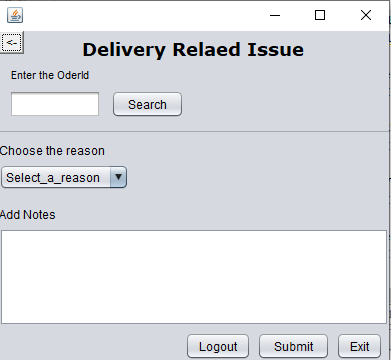 <-
Delivery Relaed Issue
Enter the OderId
Search
Choose the reason
Select_a_reason
Add Notes
Logout Submit Exit